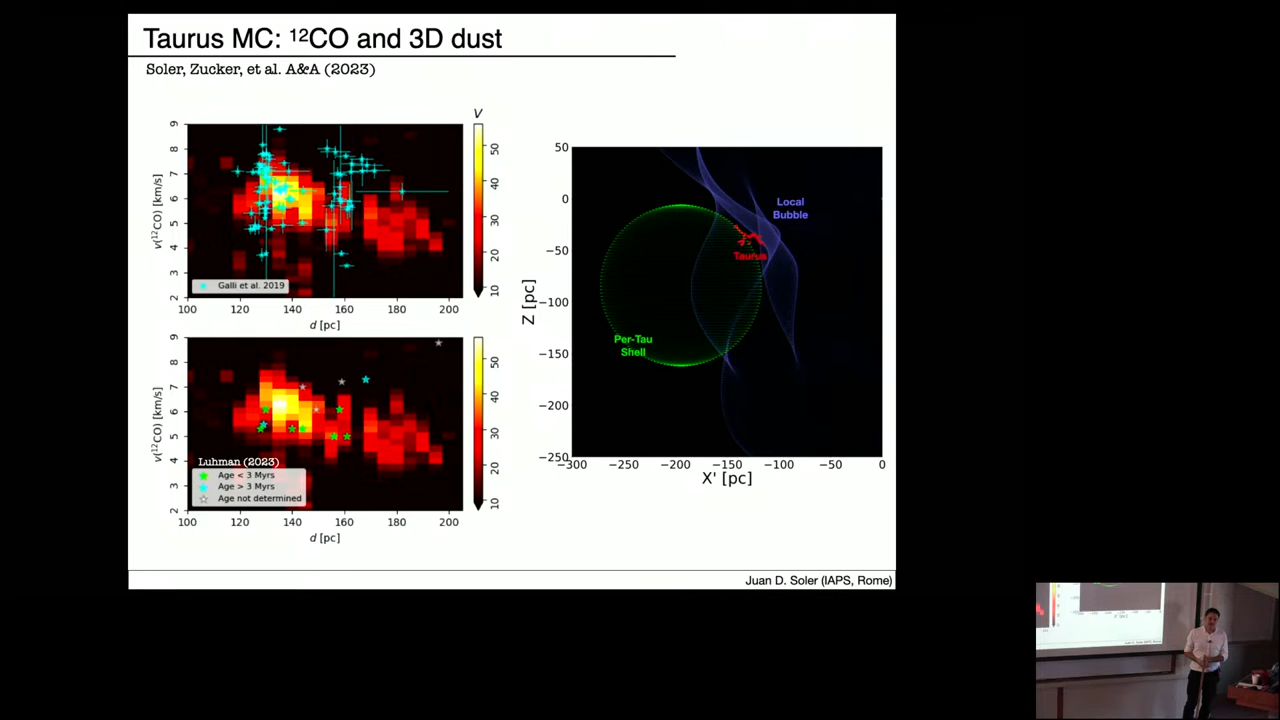 Taurus MC: ¹²CO and 3D dust
Soler, Zucker, et al. A&A (2023)
V
9
8
7
6
5
4
3
2
v(¹²CO) [km/s]
Galli et al. 2019
100 120 140 160 180 200
d [pc]
50
40
30
20
10
9
8
7
6
5
4
3
2
v(¹²CO) [km/s]
Luhman (2023)
Age < 3 Myrs
Age > 3 Myrs
Age not determined
100 120 140 160 180 200
d [pc]
50
40
30
20
10
50
0
−50
−100
−150
−200
−250
Z [pc]
Local
Bubble
Taurus
Per-Tau
Shell
−300 −250 −200 −150 −100 −50 0
X' [pc]
Juan D. Soler (IAPS, Rome)